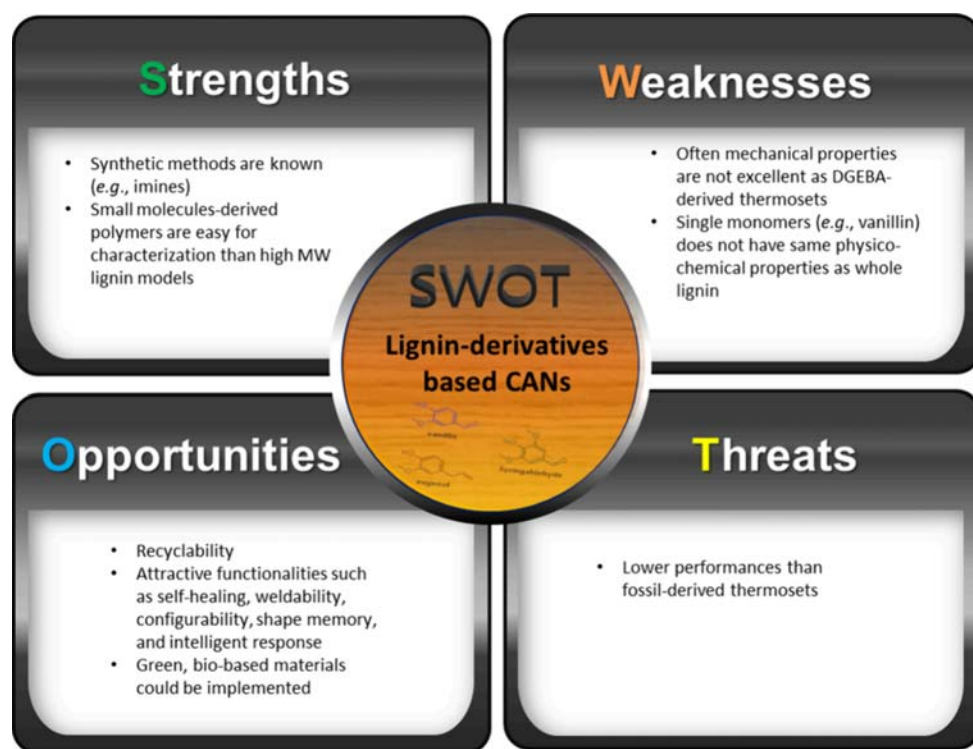 Strengths
• Synthetic methods are known
(e.g., imines)
• Small molecules-derived
polymers are easy for
characterization than high MW
lignin models
Weaknesses
• Often mechanical properties
are not excellent as DGEBA-
derived thermosets
• Single monomers (e.g., vanillin)
does not have same physico-
chemical properties as whole
lignin
SWOT
Lignin-derivatives
based CANs
Opportunities
• Recyclability
• Attractive functionalities such
as self-healing, weldability,
configurability, shape memory,
and intelligent response
• Green, bio-based materials
could be implemented
Threats
• Lower performances than
fossil-derived thermosets